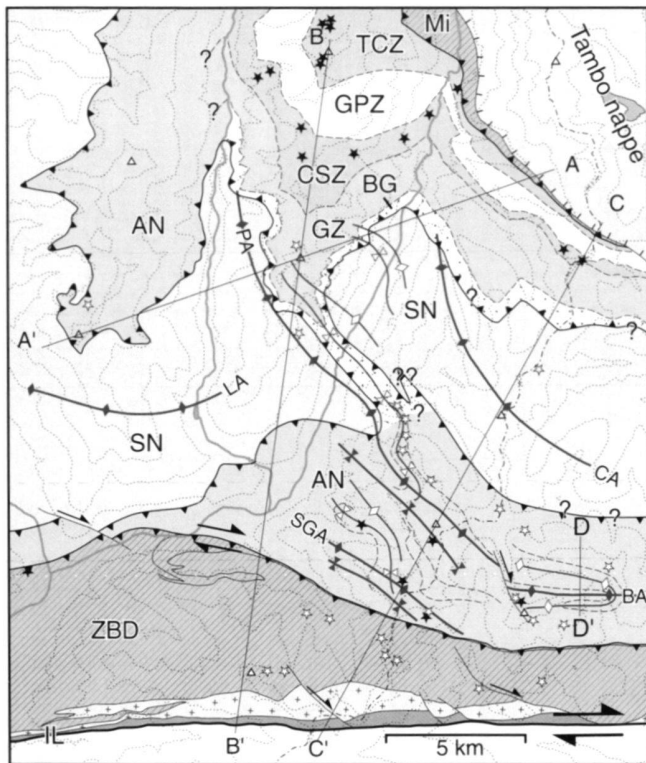 B
TCZ
Mi
Tambo nappe
?
GPZ
?
CSZ
A
BG
C
AN
GZ
PA
SN
?
?
A'
LA
??
?
SN
CA
AN
?
?
D
SGA
BA
D'
ZBD
IL
B'
C'
5 km